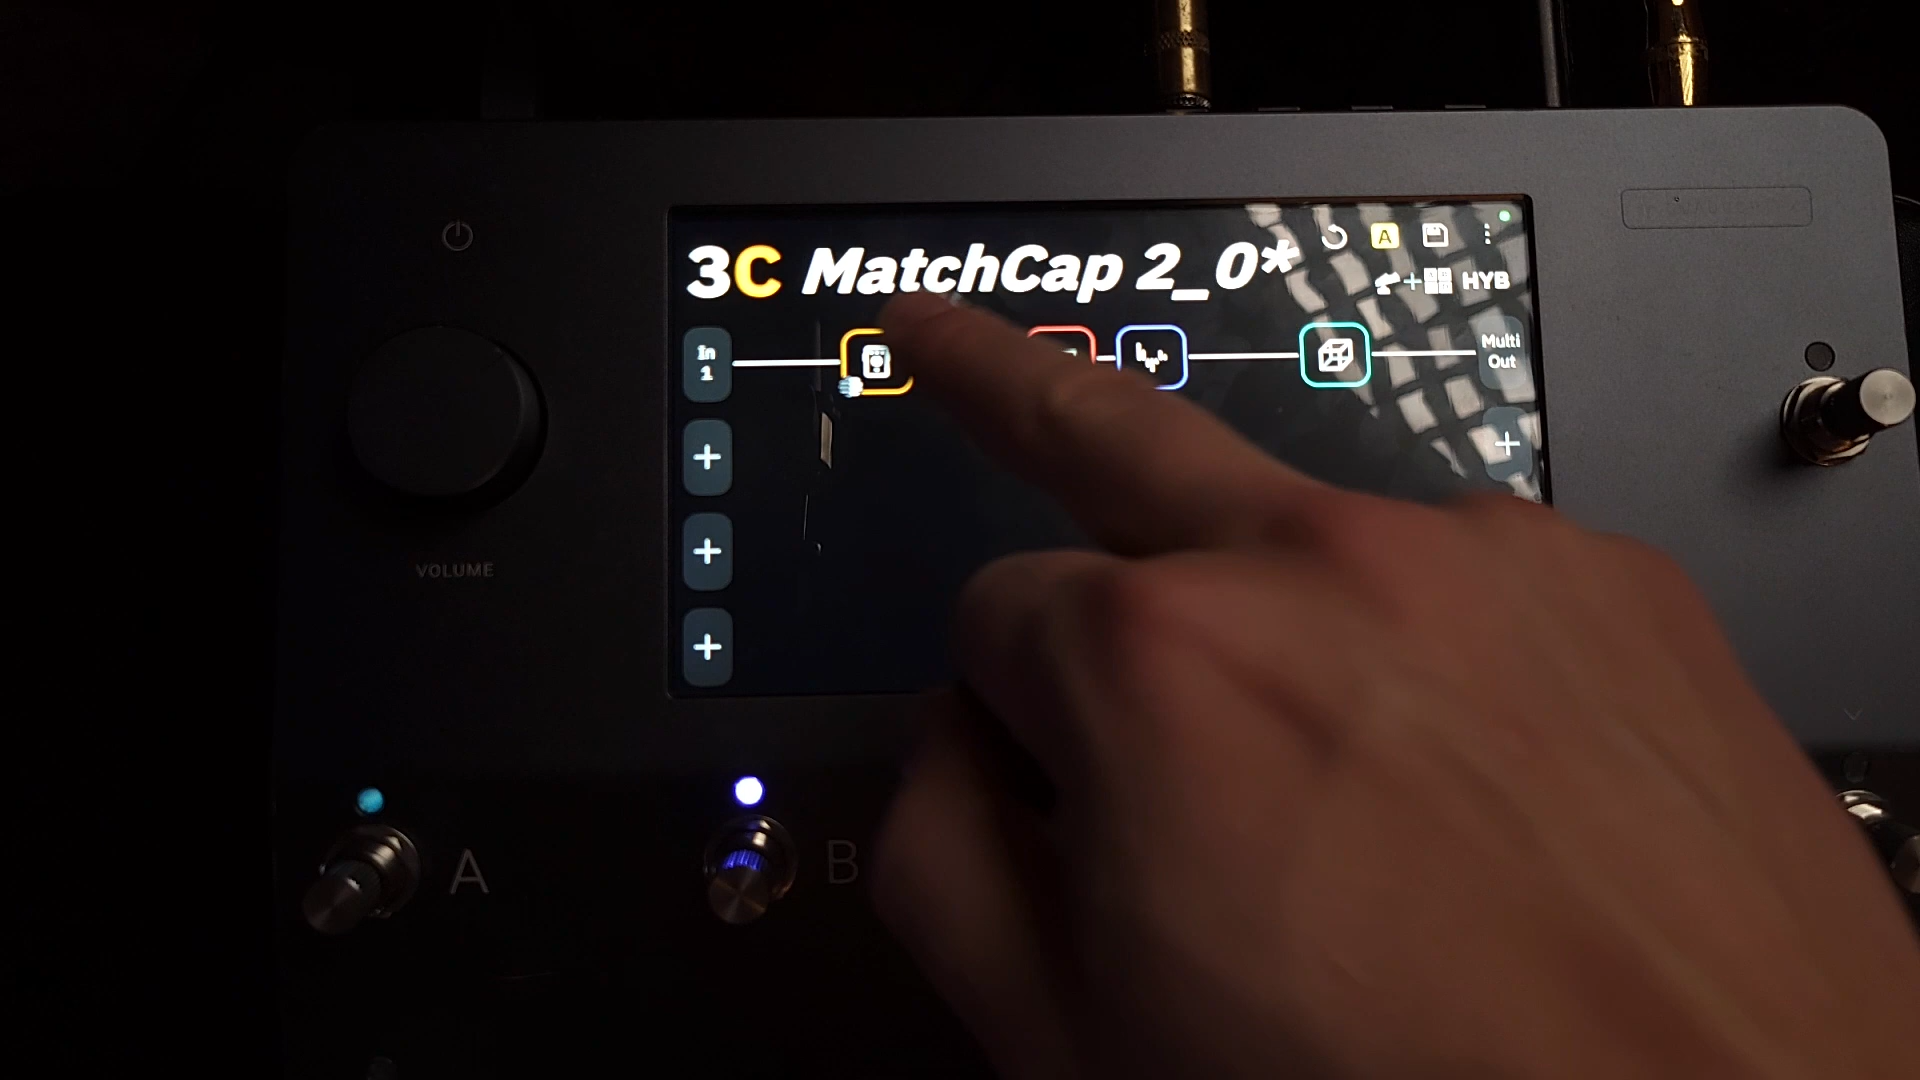 3C MatchCap 2_0*
A
+ HYB
In
1
Multi
Out
+
+
+
+
VOLUME
A
B